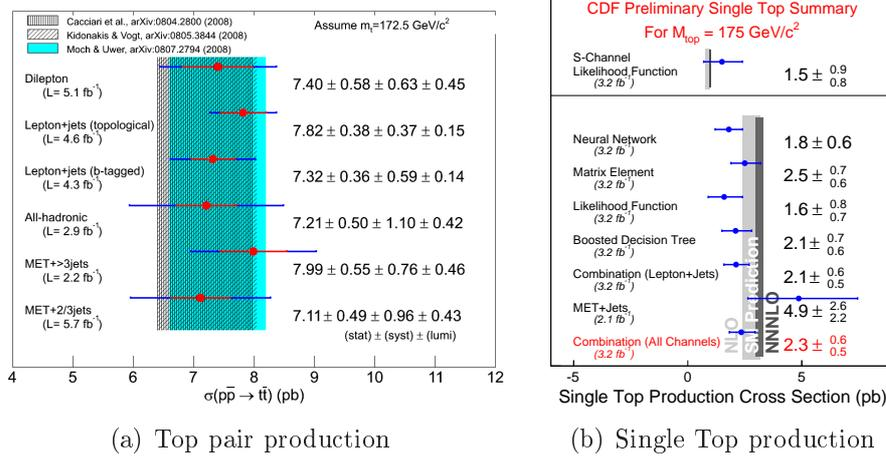 Cacciari et al., arXiv:0804.2800 (2008)
Kidonakis & Vogt, arXiv:0805.3844 (2008)
Moch & Uwer, arXiv:0807.2794 (2008)
Assume mt=172.5 GeV/c²
Dilepton
(L= 5.1 fb⁻¹)
7.40 ± 0.58 ± 0.63 ± 0.45
Lepton+jets (topological)
(L= 4.6 fb⁻¹)
7.82 ± 0.38 ± 0.37 ± 0.15
Lepton+jets (b-tagged)
(L= 4.3 fb⁻¹)
7.32 ± 0.36 ± 0.59 ± 0.14
All-hadronic
(L= 2.9 fb⁻¹)
7.21 ± 0.50 ± 1.10 ± 0.42
MET+>3jets
(L= 2.2 fb⁻¹)
7.99 ± 0.55 ± 0.76 ± 0.46
MET+2/3jets
(L= 5.7 fb⁻¹)
7.11 ± 0.49 ± 0.96 ± 0.43
(stat) ± (syst) ± (lumi)
4 5 6 7 8 9 10 11 12
σ(pp̄ → tt̄) (pb)
(a) Top pair production
CDF Preliminary Single Top Summary
For Mtop = 175 GeV/c²
S-Channel
Likelihood Function
(3.2 fb⁻¹)
1.5 ± 0.9 0.8
Neural Network
(3.2 fb⁻¹)
1.8 ± 0.6
Matrix Element
(3.2 fb⁻¹)
2.5 ± 0.7 0.6
Likelihood Function
(3.2 fb⁻¹)
1.6 ± 0.8 0.7
Boosted Decision Tree
(3.2 fb⁻¹)
2.1 ± 0.7 0.6
Combination (Lepton+Jets)
(3.2 fb⁻¹)
2.1 ± 0.6 0.5
MET+Jets
(2.1 fb⁻¹)
4.9 ± 2.6 2.2
Combination (All Channels)
(3.2 fb⁻¹)
2.3 ± 0.6 0.5
NLO
SM Prediction
NNNLO
-5 0 5
Single Top Production Cross Section (pb)
(b) Single Top production